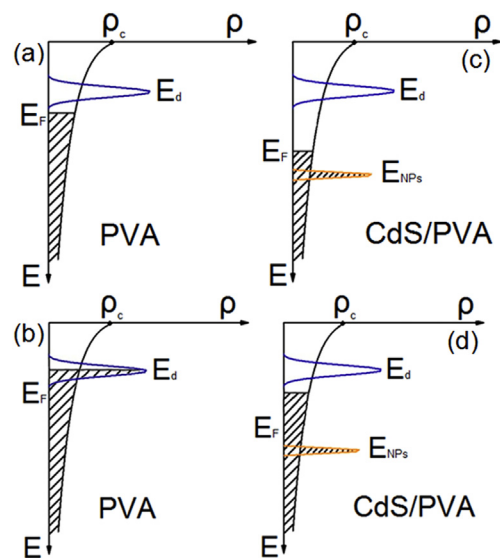 (a)
ρc
ρ
Ed
EF
PVA
E
(c)
ρc
ρ
Ed
EF
ENPs
CdS/PVA
E
(b)
ρc
ρ
Ed
EF
PVA
E
(d)
ρc
ρ
Ed
EF
ENPs
CdS/PVA
E